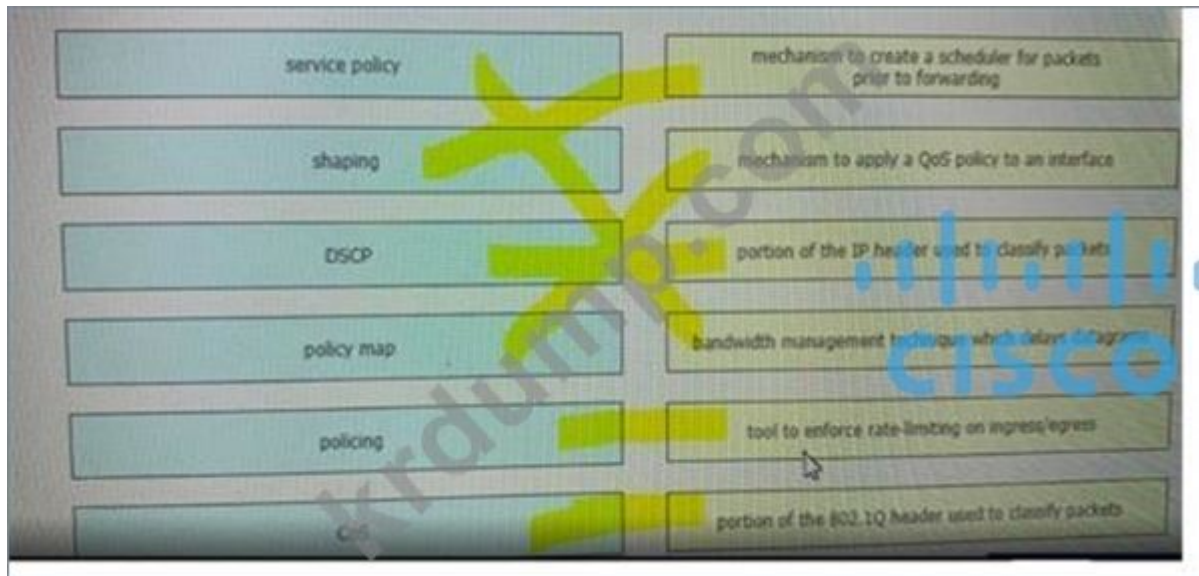 service policy
mechanism to create a scheduler for packets
prior to forwarding
shaping
mechanism to apply a QoS policy to an interface
DSCP
portion of the IP header used to classify packets
policy map
bandwidth management technique which delays datagrams
policing
tool to enforce rate-limiting on ingress/egress
CoS
portion of the 802.1Q header used to classify packets
krdump.com
CISCO